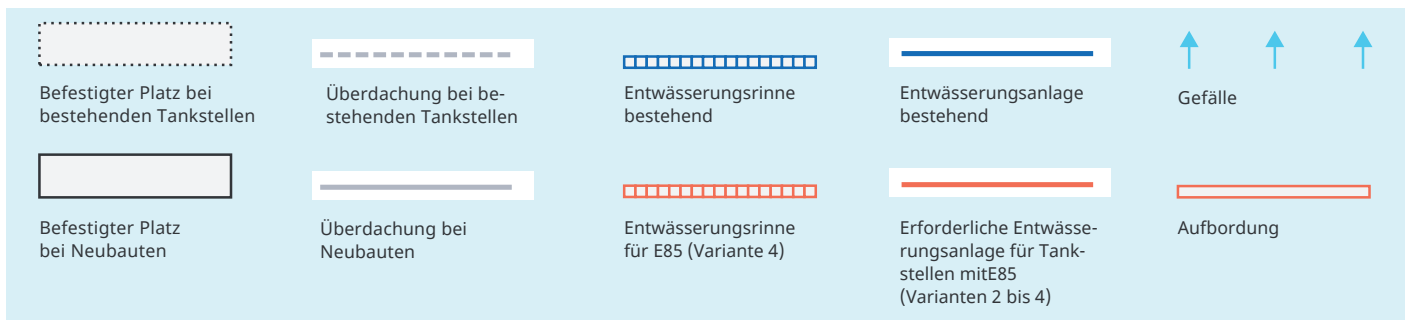 Befestigter Platz bei
bestehenden Tankstellen
Überdachung bei be-
stehenden Tankstellen
Entwässerungsrinne
bestehend
Entwässerungsanlage
bestehend
Gefälle
Befestigter Platz
bei Neubauten
Überdachung bei
Neubauten
Entwässerungsrinne
für E85 (Variante 4)
Erforderliche Entwässe-
rungsanlage für Tank-
stellen mitE85
(Varianten 2 bis 4)
Aufbordung